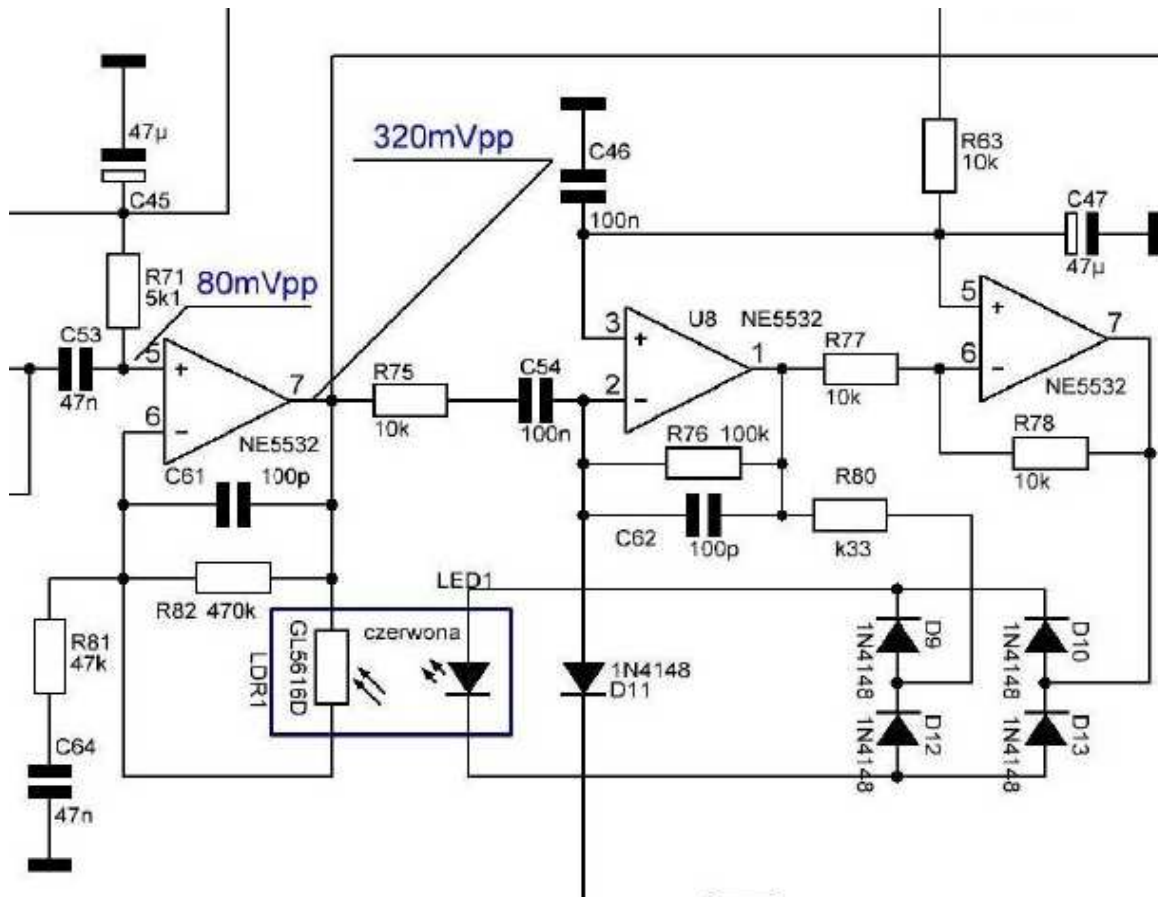 47µ
C45
R71
5k1
80mVpp
320mVpp
C53
47n
5
6
7
+
-
NE5532
R75
10k
C54
100n
C46
100n
3
2
1
+
-
U8
NE5532
R77
10k
R63
10k
C47
47µ
5
6
7
+
-
NE5532
R78
10k
R76 100k
C62
100p
R80
k33
C61
100p
R82 470k
R81
47k
C64
47n
LED1
czerwona
GL5616D
LDR1
1N4148
D11
1N4148
D9
1N4148
D10
1N4148
D12
1N4148
D13